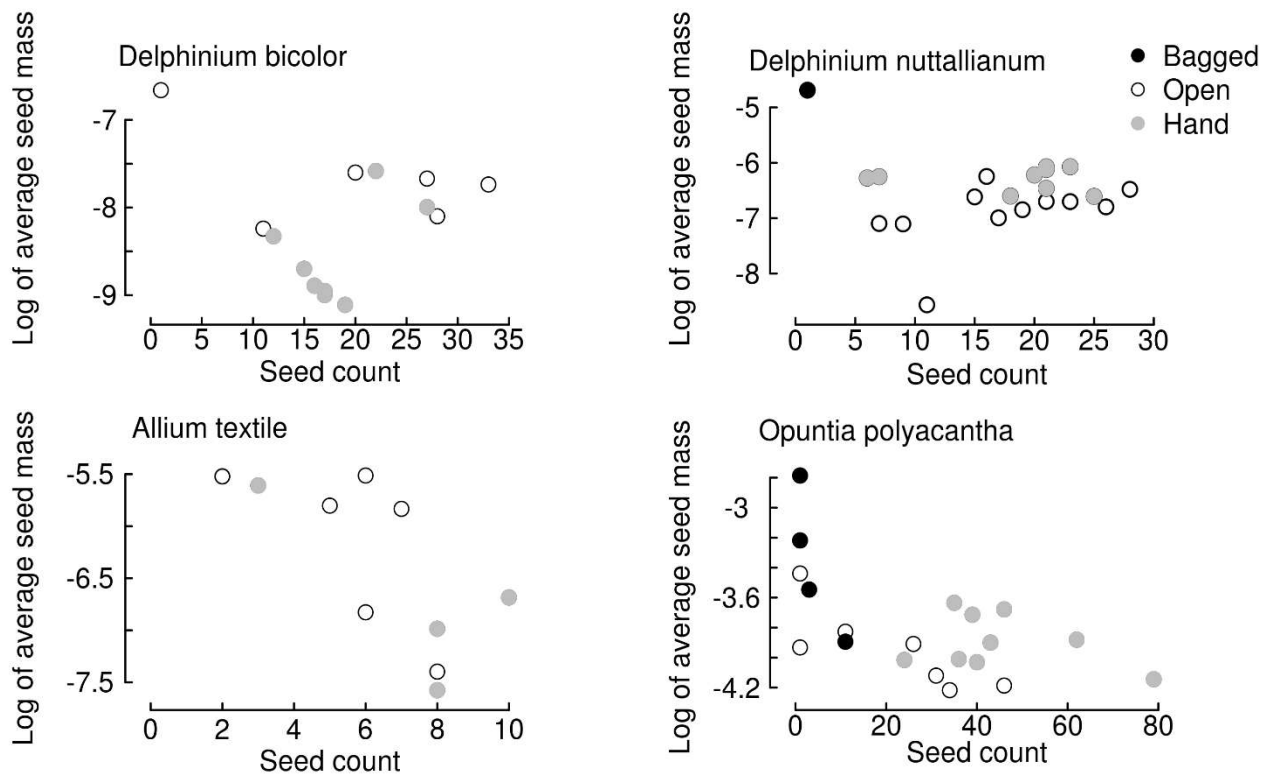 Delphinium bicolor
Log of average seed mass
-7
-8
-9
0 5 10 15 20 25 30 35
Seed count
Delphinium nuttallianum
Bagged
Open
Hand
Log of average seed mass
-5
-6
-7
-8
0 5 10 15 20 25 30
Seed count
Allium textile
Log of average seed mass
-5.5
-6.5
-7.5
0 2 4 6 8 10
Seed count
Opuntia polyacantha
Log of average seed mass
-3
-3.6
-4.2
0 20 40 60 80
Seed count